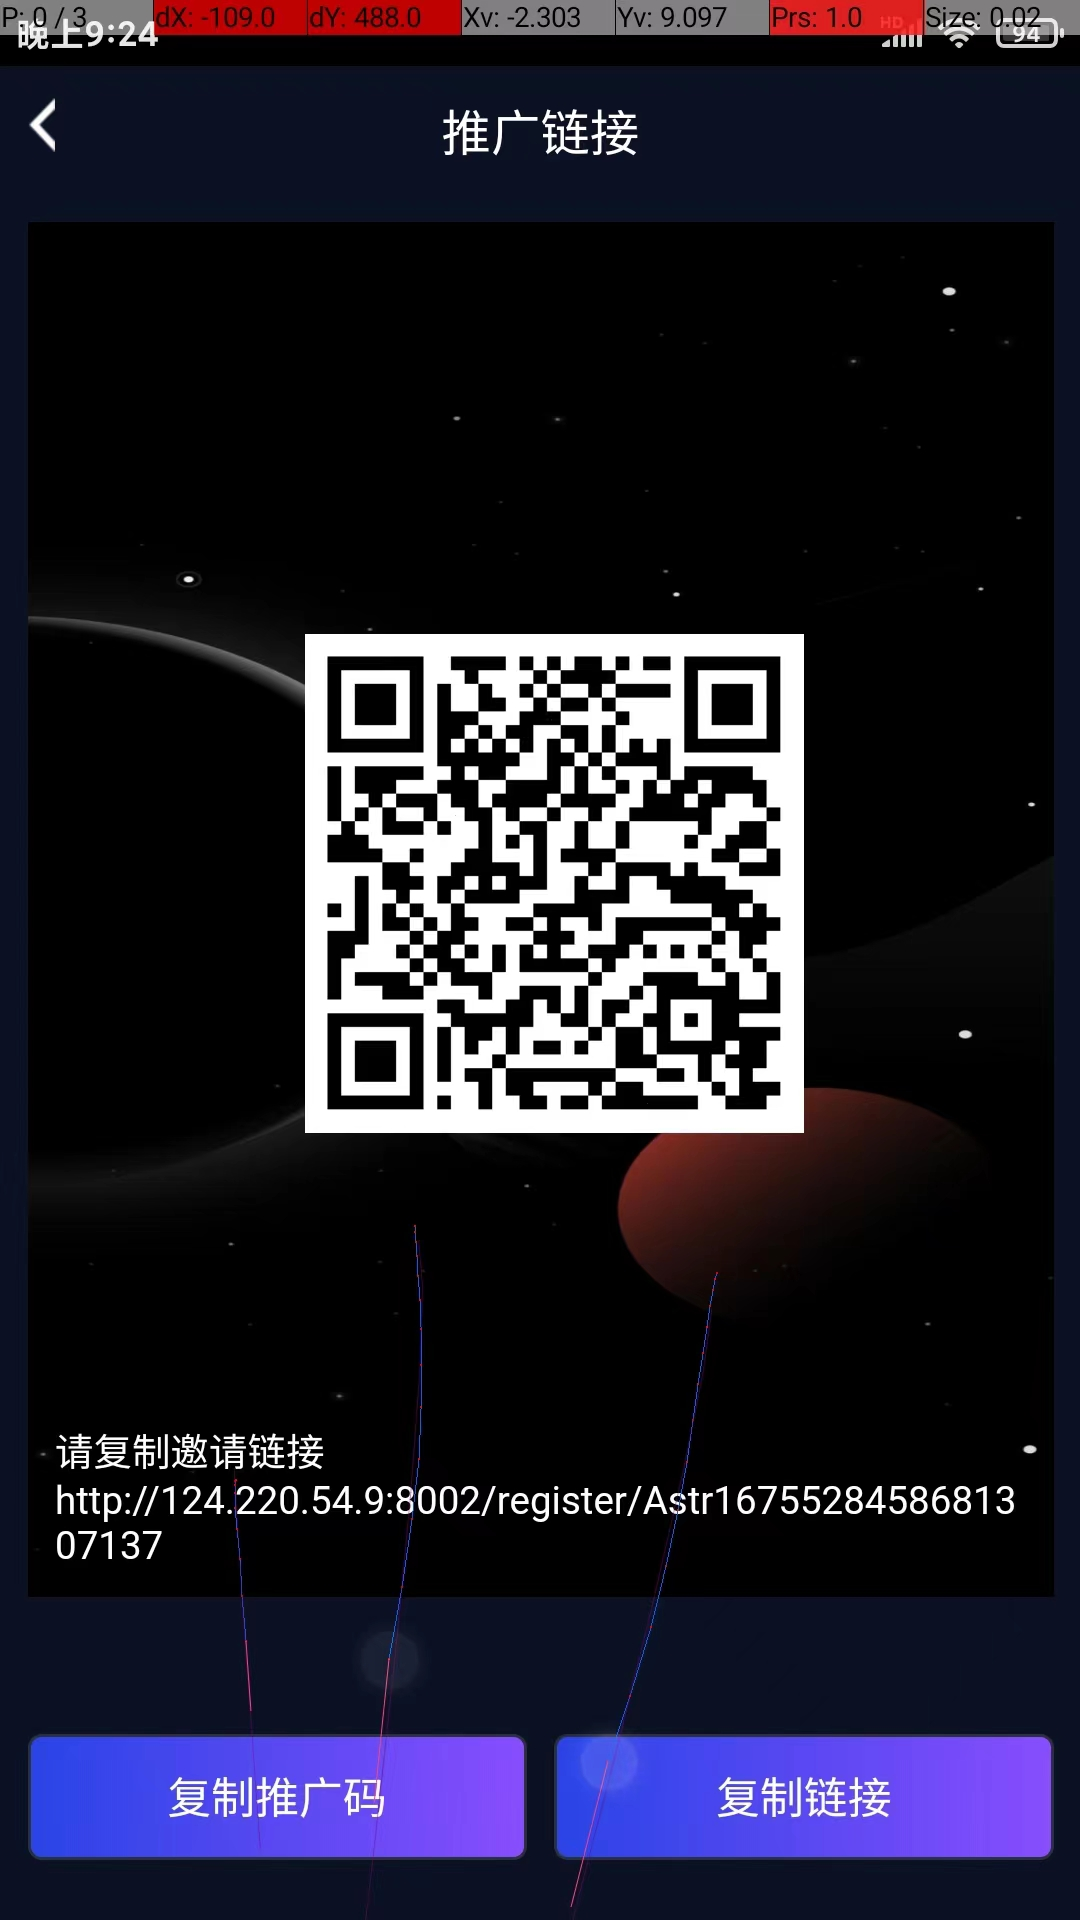 P: 0 / 3 dX: -109.0 dY: 488.0 Xv: -2.303 Yv: 9.097 Prs: 1.0 Size: 0.02
晚上9:24 HD 94
推广链接
请复制邀请链接
http://124.220.54.9:8002/register/Astr16755284586813
07137
复制推广码 复制链接